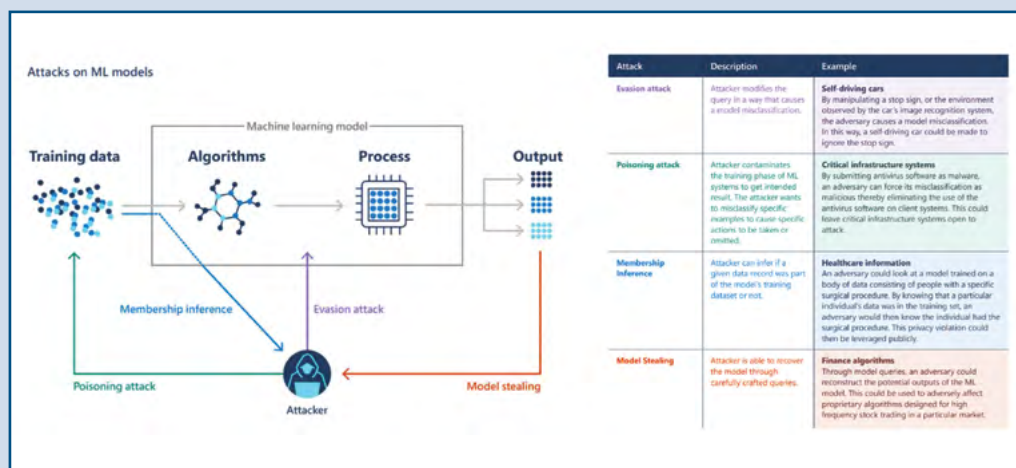 Attacks on ML models
Machine learning model
Training data
Algorithms
Process
Output
Membership inference
Evasion attack
Poisoning attack
Model stealing
Attacker
Attack
Description
Example
Evasion attack
Attacker modifies the
query in a way that causes
a model misclassification.
Self-driving cars
By manipulating a stop sign, or the environment
observed by the car's image recognition system,
the adversary causes a model misclassification.
In this way, a self-driving car could be made to
ignore the stop sign.
Poisoning attack
Attacker contaminates
the training phase of ML
systems to get intended
result. The attacker wants
to misclassify specific
examples to cause specific
actions to be taken or
omitted.
Critical infrastructure systems
By submitting antivirus software as malware,
an adversary can force its misclassification as
malicious thereby eliminating the use of the
antivirus software on client systems. This could
leave critical infrastructure systems open to
attack.
Membership
Inference
Attacker can infer if a
given data record was part
of the model's training
dataset or not.
Healthcare information
An adversary could look at a model trained on a
body of data consisting of people with a specific
surgical procedure. By knowing that a particular
individual's data was in the training set, an
adversary would then know the individual had the
surgical procedure. This privacy violation could
then be leveraged publicly.
Model Stealing
Attacker is able to recover
the model through
carefully crafted queries.
Finance algorithms
Through model queries, an adversary could
reconstruct the potential outputs of the ML
model. This could be used to adversely affect
proprietary algorithms designed for high
frequency stock trading in a particular market.